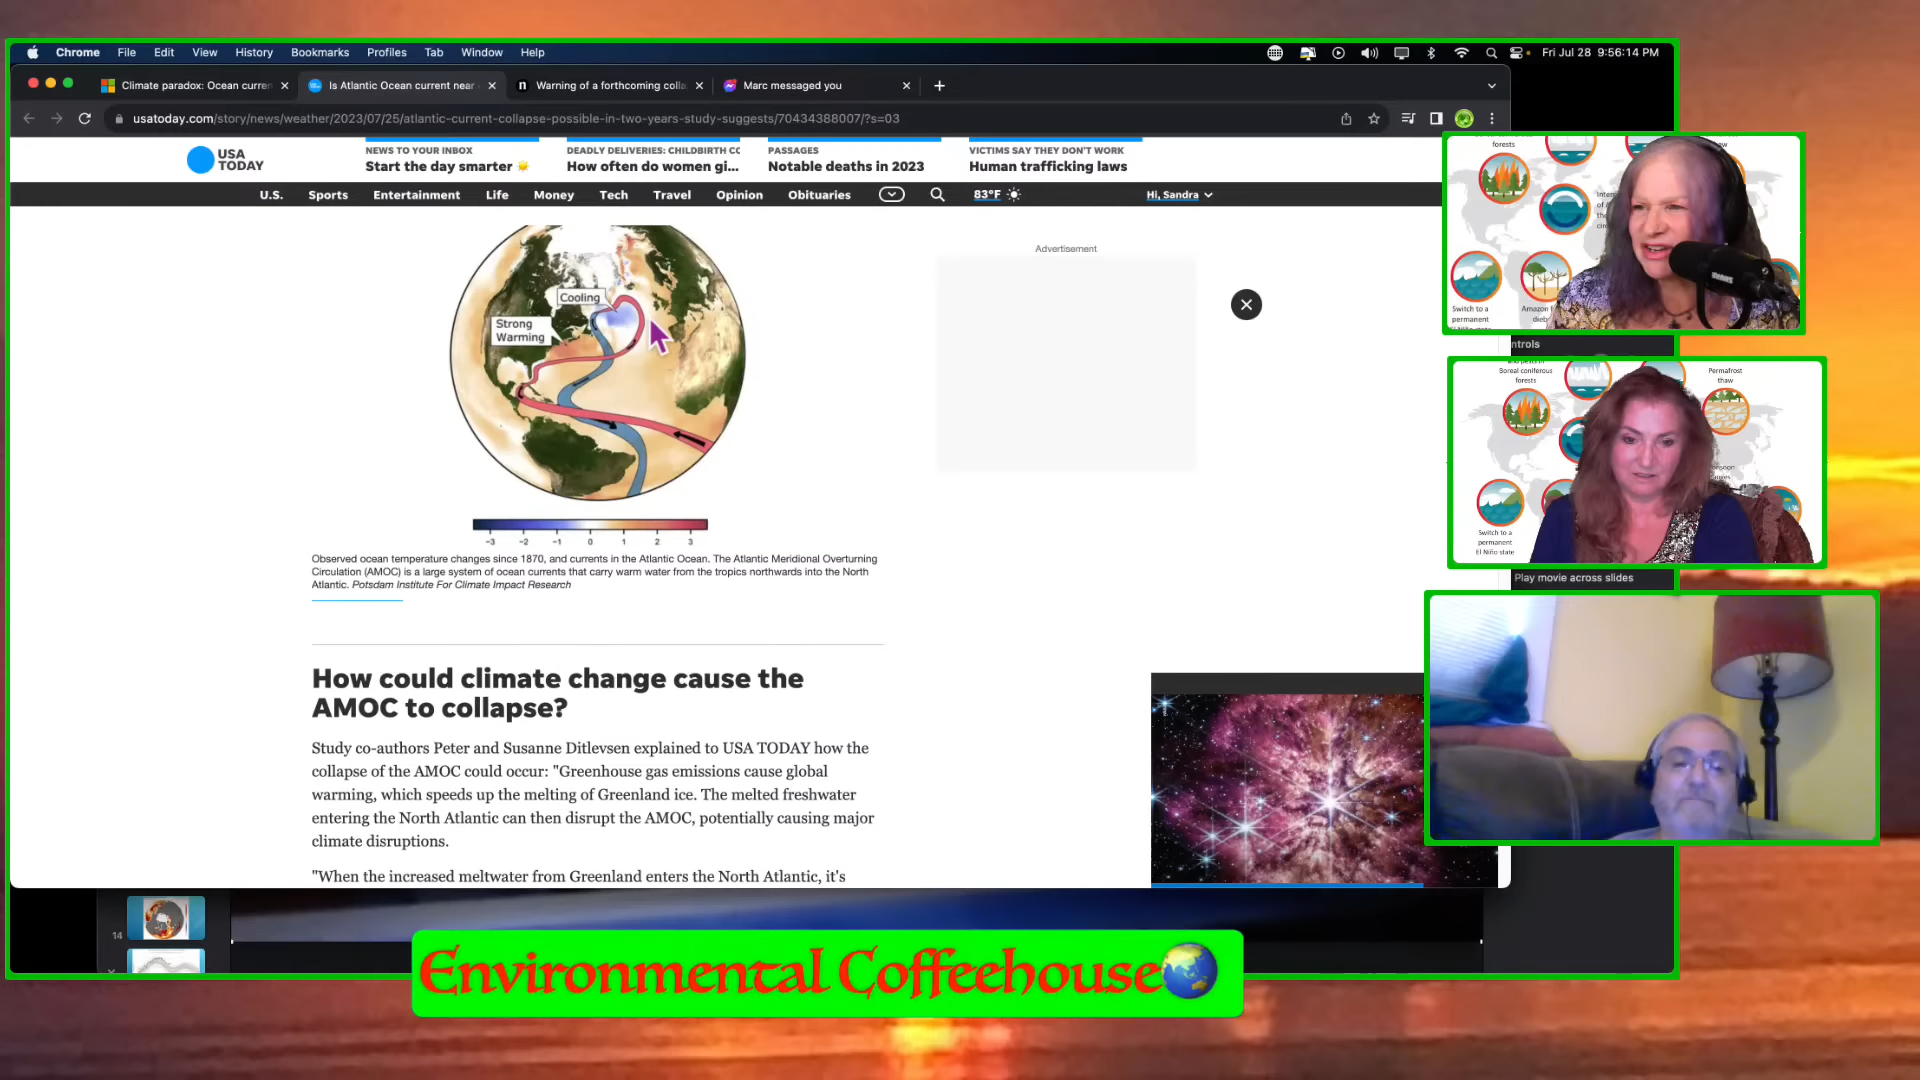 Chrome File Edit View History Bookmarks Profiles Tab Window Help
Fri Jul 28 9:56:14 PM
Climate paradox: Ocean curren
Is Atlantic Ocean current near
Warning of a forthcoming colla
Marc messaged you
usatoday.com/story/news/weather/2023/07/25/atlantic-current-collapse-possible-in-two-years-study-suggests/70434388007/?s=03
USA
TODAY
NEWS TO YOUR INBOX
Start the day smarter
DEADLY DELIVERIES: CHILDBIRTH CC
How often do women gi...
PASSAGES
Notable deaths in 2023
VICTIMS SAY THEY DON'T WORK
Human trafficking laws
U.S. Sports Entertainment Life Money Tech Travel Opinion Obituaries 83°F Hi, Sandra
Advertisement
Cooling
Strong
Warming
-3 -2 -1 0 1 2 3
Observed ocean temperature changes since 1870, and currents in the Atlantic Ocean. The Atlantic Meridional Overturning
Circulation (AMOC) is a large system of ocean currents that carry warm water from the tropics northwards into the North
Atlantic. Potsdam Institute For Climate Impact Research
How could climate change cause the
AMOC to collapse?
Study co-authors Peter and Susanne Ditlevsen explained to USA TODAY how the
collapse of the AMOC could occur: "Greenhouse gas emissions cause global
warming, which speeds up the melting of Greenland ice. The melted freshwater
entering the North Atlantic can then disrupt the AMOC, potentially causing major
climate disruptions.
"When the increased meltwater from Greenland enters the North Atlantic, it's
forests
Switch to a
permanent
Amazon
ntrols
Boreal coniferous
forests
Permafrost
thaw
Switch to a
permanent
El Niño state
Play movie across slides
14
Environmental Coffeehouse